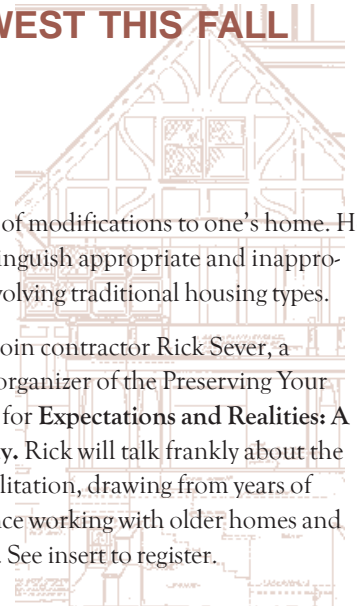 WEST THIS FALL
of modifications to one’s home. H
inguish appropriate and inappro-
volving traditional housing types.
oin contractor Rick Sever, a
organizer of the Preserving Your
for Expectations and Realities: A
y. Rick will talk frankly about the
litation, drawing from years of
nce working with older homes and
. See insert to register.